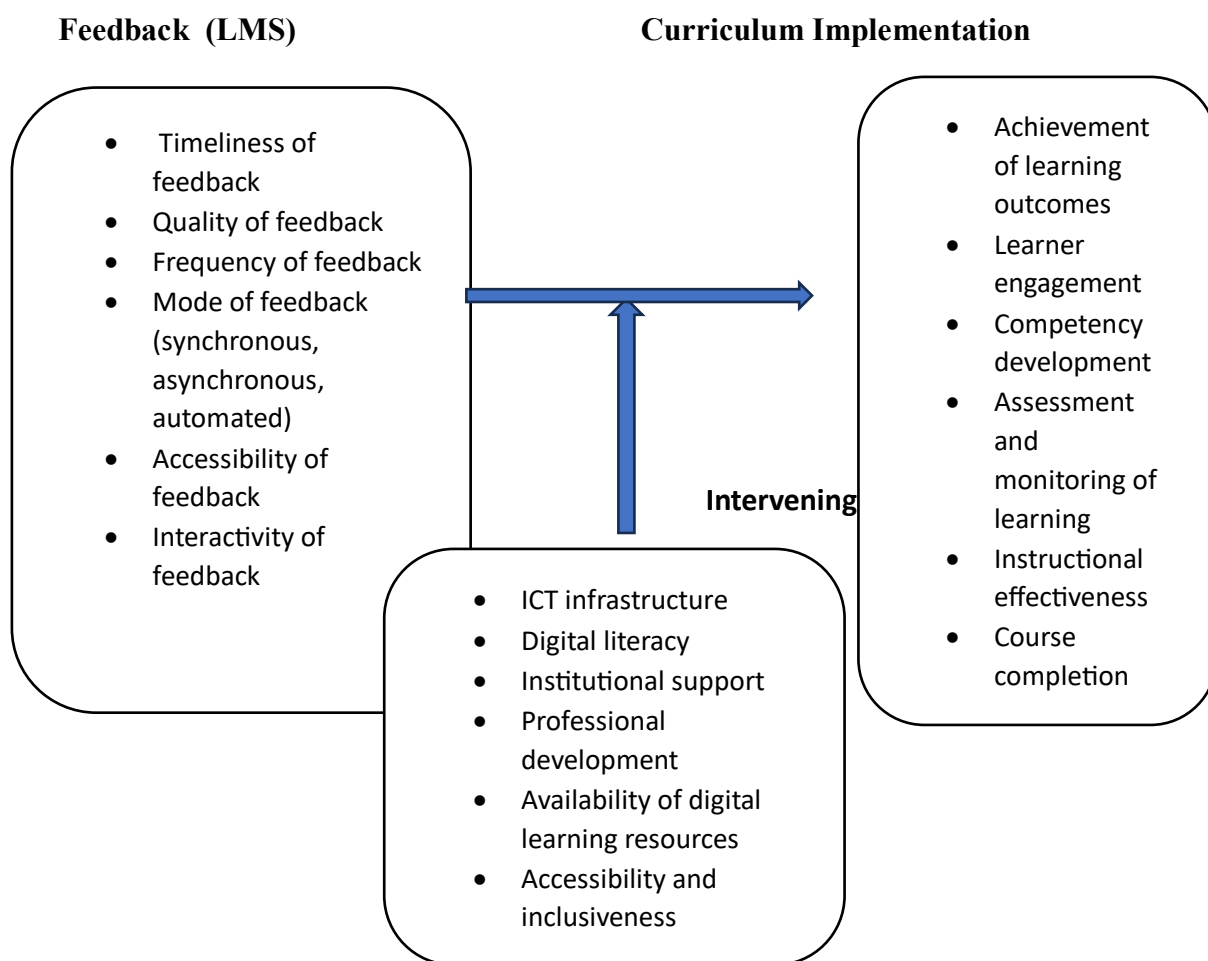 Feedback (LMS)
Curriculum Implementation
• Timeliness of
feedback
• Quality of feedback
• Frequency of feedback
• Mode of feedback
(synchronous,
asynchronous,
automated)
• Accessibility of
feedback
• Interactivity of
feedback
• Achievement
of learning
outcomes
• Learner
engagement
• Competency
development
• Assessment
and
monitoring of
learning
• Instructional
effectiveness
• Course
completion
Intervening
• ICT infrastructure
• Digital literacy
• Institutional support
• Professional
development
• Availability of digital
learning resources
• Accessibility and
inclusiveness